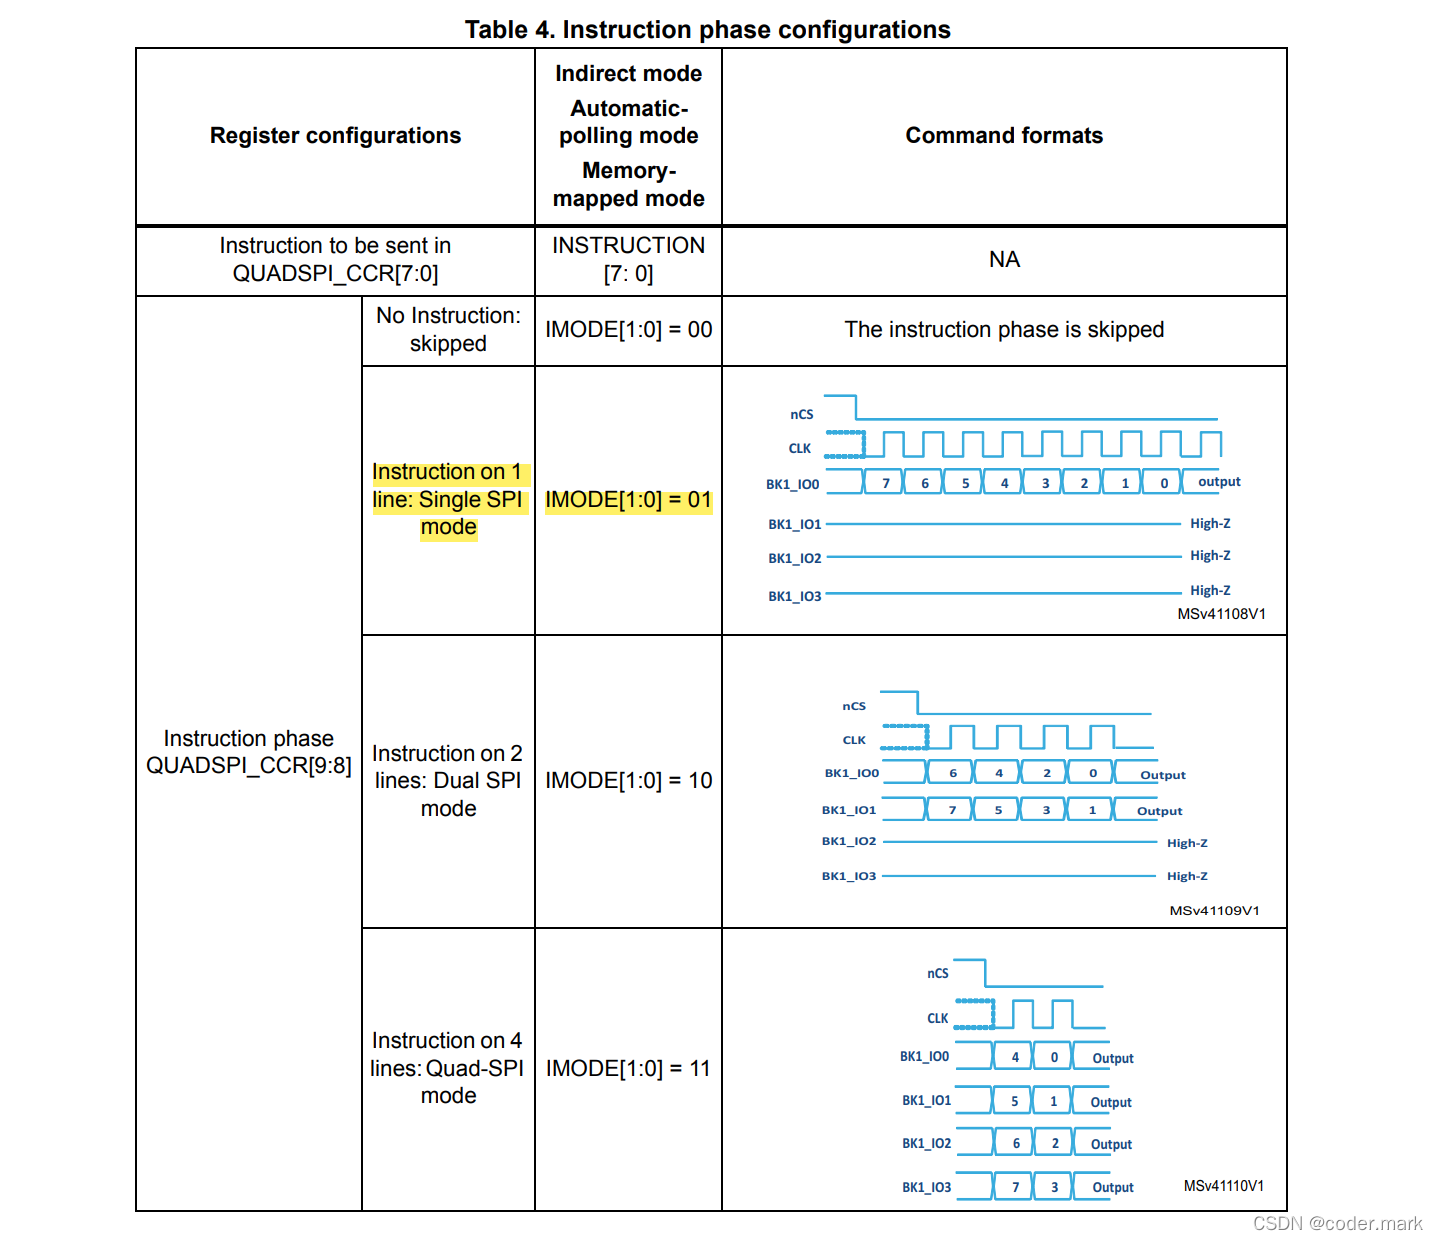 Table 4. Instruction phase configurations
Register configurations
Indirect mode
Automatic-
polling mode
Memory-
mapped mode
Command formats
Instruction to be sent in
QUADSPI_CCR[7:0]
INSTRUCTION
[7: 0]
NA
Instruction phase
QUADSPI_CCR[9:8]
No Instruction:
skipped
IMODE[1:0] = 00
The instruction phase is skipped
Instruction on 1
line: Single SPI
mode
IMODE[1:0] = 01
nCS
CLK
BK1_IO0 7 6 5 4 3 2 1 0 output
BK1_IO1 High-Z
BK1_IO2 High-Z
BK1_IO3 High-Z
MSv41108V1
Instruction on 2
lines: Dual SPI
mode
IMODE[1:0] = 10
nCS
CLK
BK1_IO0 6 4 2 0 Output
BK1_IO1 7 5 3 1 Output
BK1_IO2 High-Z
BK1_IO3 High-Z
MSv41109V1
Instruction on 4
lines: Quad-SPI
mode
IMODE[1:0] = 11
nCS
CLK
BK1_IO0 4 0 Output
BK1_IO1 5 1 Output
BK1_IO2 6 2 Output
BK1_IO3 7 3 Output
MSv41110V1
CSDN @coder.mark